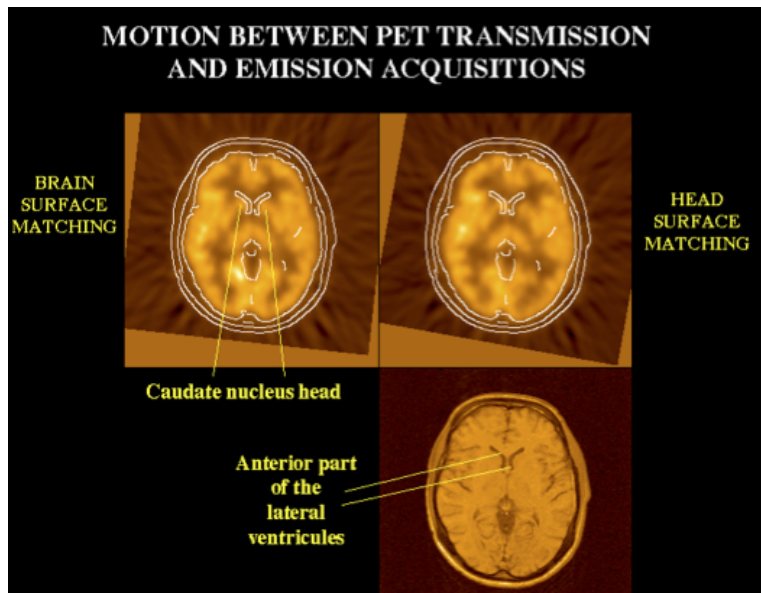 MOTION BETWEEN PET TRANSMISSION
AND EMISSION ACQUISITIONS
BRAIN
SURFACE
MATCHING
HEAD
SURFACE
MATCHING
Caudate nucleus head
Anterior part
of the
lateral
ventricules